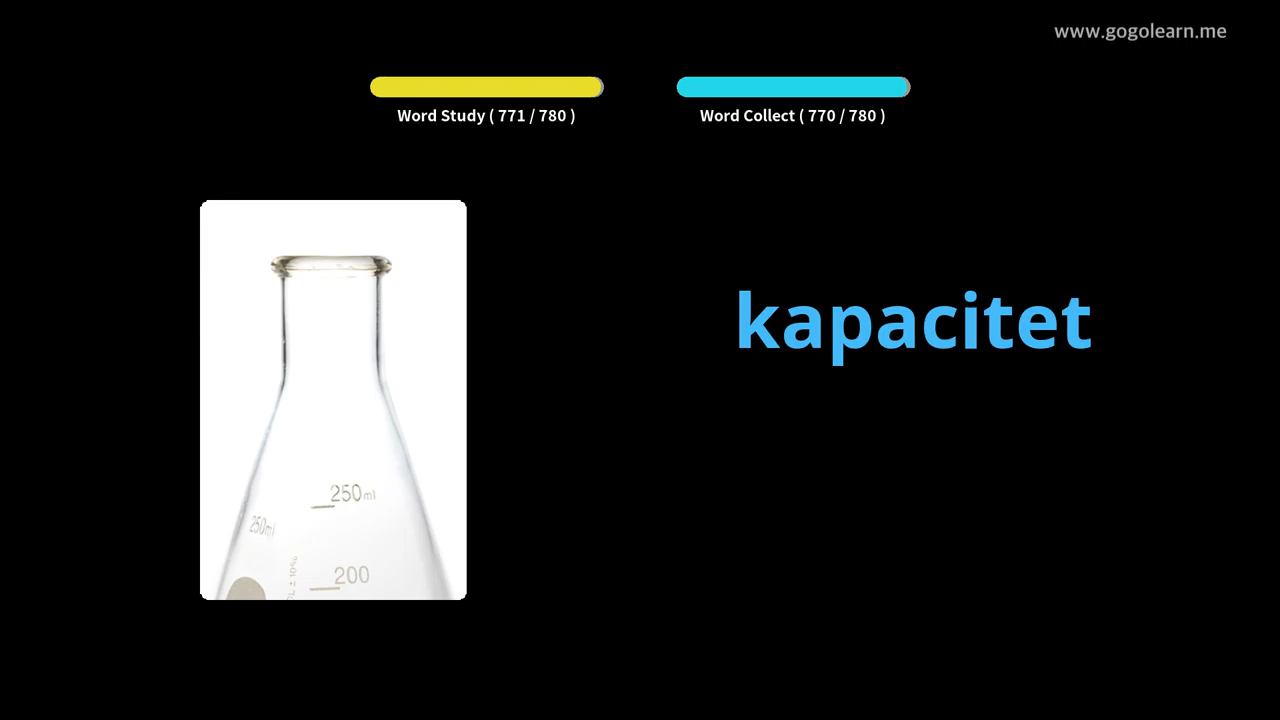 www.gogolearn.me
Word Study ( 771 / 780 )
Word Collect ( 770 / 780 )
kapacitet
250ml
250ml
200